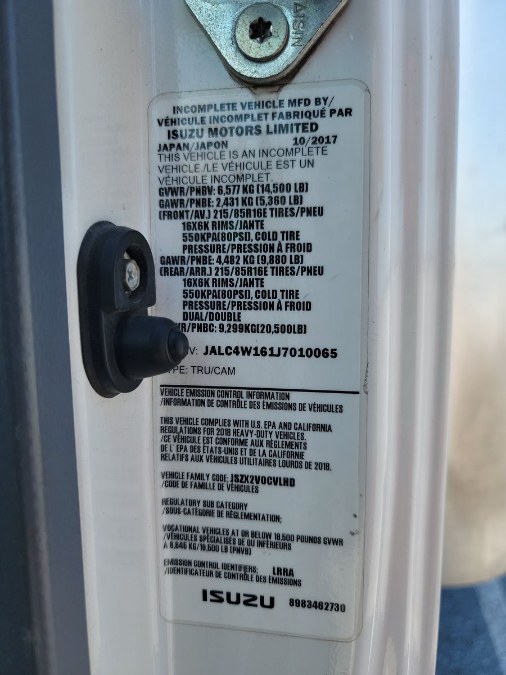 AISIN
INCOMPLETE VEHICLE MFD BY/
VÉHICULE INCOMPLET FABRIQUÉ PAR
ISUZU MOTORS LIMITED
JAPAN/JAPON 10/2017
THIS VEHICLE IS AN INCOMPLETE
VEHICLE./LE VÉHICULE EST UN
VÉHICULE INCOMPLET.
GVWR/PNBV: 6,577 KG (14,500 LB)
GAWR/PNBE: 2,431 KG (5,360 LB)
(FRONT/AV.) 215/85R16E TIRES/PNEU
16X6K RIMS/JANTE
550KPA(80PSI), COLD TIRE
PRESSURE/PRESSION À FROID
GAWR/PNBE: 4,482 KG (9,880 LB)
(REAR/ARR.) 215/85R16E TIRES/PNEU
16X6K RIMS/JANTE
550KPA(80PSI), COLD TIRE
PRESSURE/PRESSION À FROID
DUAL/DOUBLE
R/PNBC: 9,299KG(20,500LB)
V: JALC4W161J7010065
PE: TRU/CAM
VEHICLE EMISSION CONTROL INFORMATION
/INFORMATION DE CONTRÔLE DES ÉMISSIONS DE VÉHICULES
THIS VEHICLE COMPLIES WITH U.S. EPA AND CALIFORNIA
REGULATIONS FOR 2018 HEAVY-DUTY VEHICLES.
/CE VÉHICULE EST CONFORME AUX RÈGLEMENTS
DE L' EPA DES ÉTATS-UNIS ET DE LA CALIFORNIE
RELATIFS AUX VÉHICULES UTILITAIRES LOURDS DE 2018.
VEHICLE FAMILY CODE: JSZX2VOCVLHD
/CODE DE FAMILLE DE VÉHICULES
REGULATORY SUB CATEGORY
/SOUS-CATÉGORIE DE RÉGLEMENTATION;
VOCATIONAL VEHICLES AT OR BELOW 19,500 POUNDS GVWR
/VÉHICULES SPÉCIALISÉS DE OU INFÉRIEURS
À 8,845 KG/19,500 LB (PNVB)
EMISSION CONTROL IDENTIFIERS: LRRA
/IDENTIFICATEUR DE CONTRÔLE DES ÉMISSIONS
ISUZU 8983462730